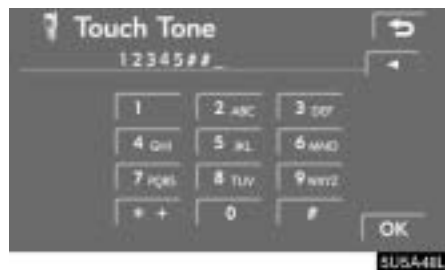 Touch Tone
12345##_
1 2 ABC 3 DEF
4 GHI 5 JKL 6 MNO
7 PQRS 8 TUV 9 WXYZ
* + 0 #
OK
SU5A48L